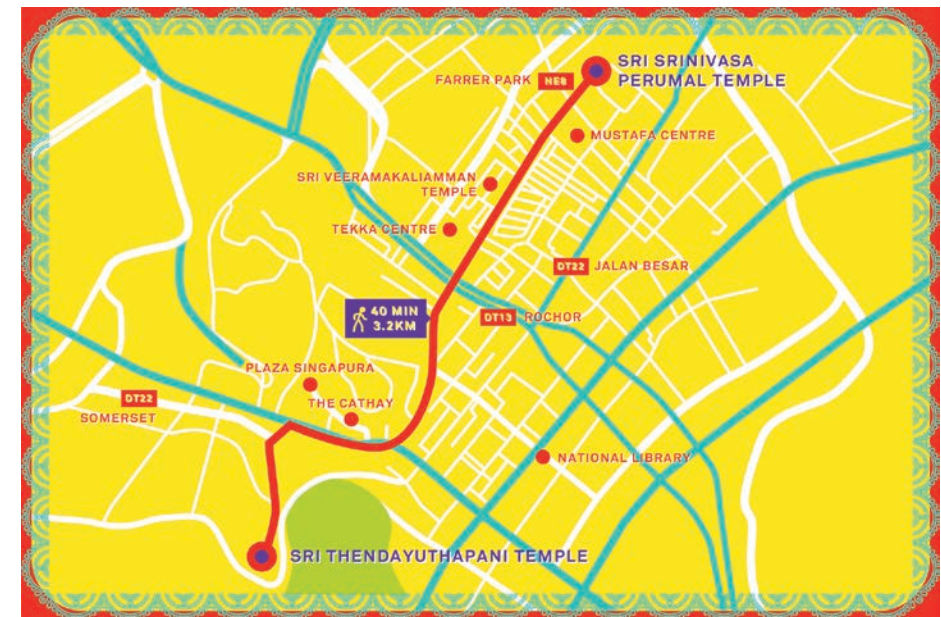 SRI SRINIVASA
PERUMAL TEMPLE
FARRER PARK
NE8
MUSTAFA CENTRE
SRI VEERAMAKALIAMMAN
TEMPLE
TEKKA CENTRE
DT22 JALAN BESAR
40 MIN
3.2KM
DT13 ROCHOR
PLAZA SINGAPURA
DT22
THE CATHAY
SOMERSET
NATIONAL LIBRARY
SRI THENDAYUTHAPANI TEMPLE